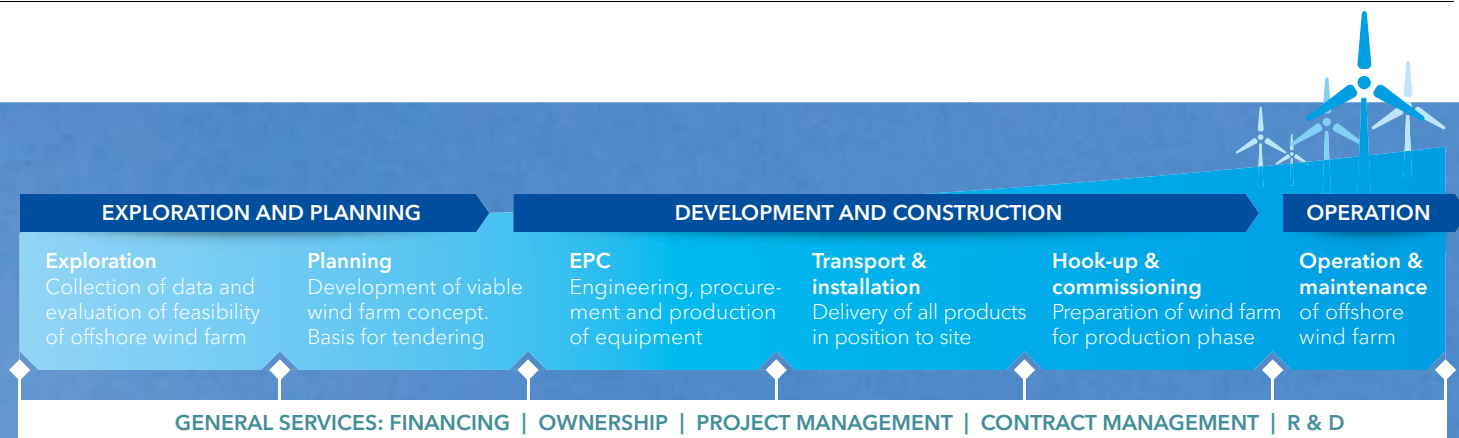 EXPLORATION AND PLANNING
DEVELOPMENT AND CONSTRUCTION
OPERATION
Exploration
Collection of data and
evaluation of feasibility
of offshore wind farm
Planning
Development of viable
wind farm concept.
Basis for tendering
EPC
Engineering, procure-
ment and production
of equipment
Transport &
installation
Delivery of all products
in position to site
Hook-up &
commissioning
Preparation of wind farm
for production phase
Operation &
maintenance
of offshore
wind farm
GENERAL SERVICES: FINANCING | OWNERSHIP | PROJECT MANAGEMENT | CONTRACT MANAGEMENT | R & D